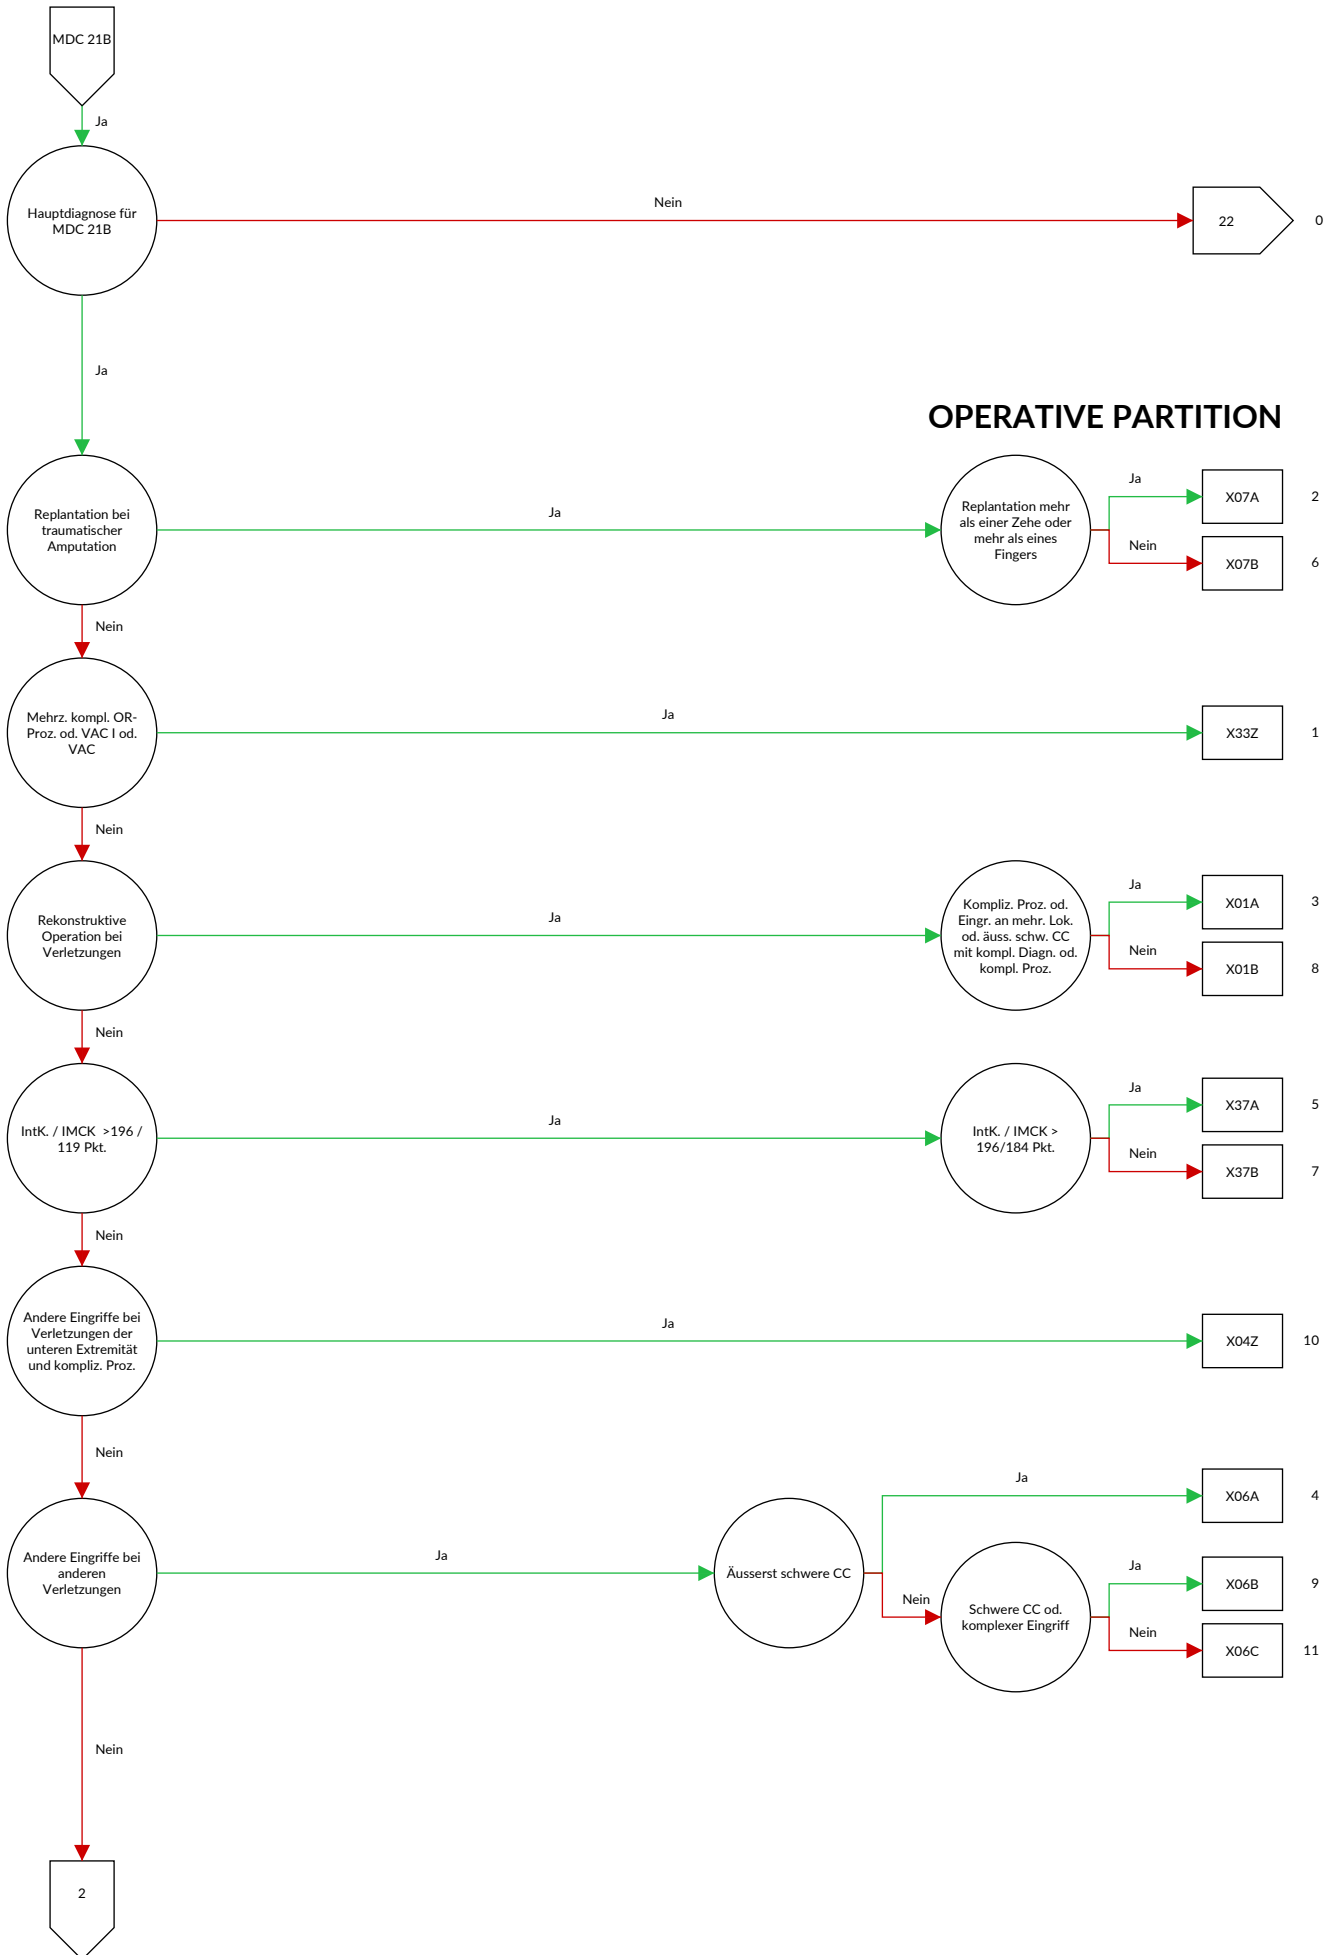 MDC 21B
Ja
Hauptdiagnose für
MDC 21B
Nein
22
0
Ja
OPERATIVE PARTITION
Replantation bei
traumatischer
Amputation
Ja
Replantation mehr
als einer Zehe oder
mehr als eines
Fingers
Ja
X07A
2
Nein
X07B
6
Nein
Mehrz. kompl. OR-
Proz. od. VAC I od.
VAC
Ja
X33Z
1
Nein
Rekonstruktive
Operation bei
Verletzungen
Ja
Kompliz. Proz. od.
Eingr. an mehr. Lok.
od. äuss. schw. CC
mit kompl. Diagn. od.
kompl. Proz.
Ja
X01A
3
Nein
X01B
8
Nein
IntK. / IMCK >196 /
119 Pkt.
Ja
IntK. / IMCK >
196/184 Pkt.
Ja
X37A
5
Nein
X37B
7
Nein
Andere Eingriffe bei
Verletzungen der
unteren Extremität
und kompliz. Proz.
Ja
X04Z
10
Nein
Andere Eingriffe bei
anderen
Verletzungen
Ja
Äusserst schwere CC
Ja
X06A
4
Nein
Schwere CC od.
komplexer Eingriff
Ja
X06B
9
Nein
X06C
11
Nein
2